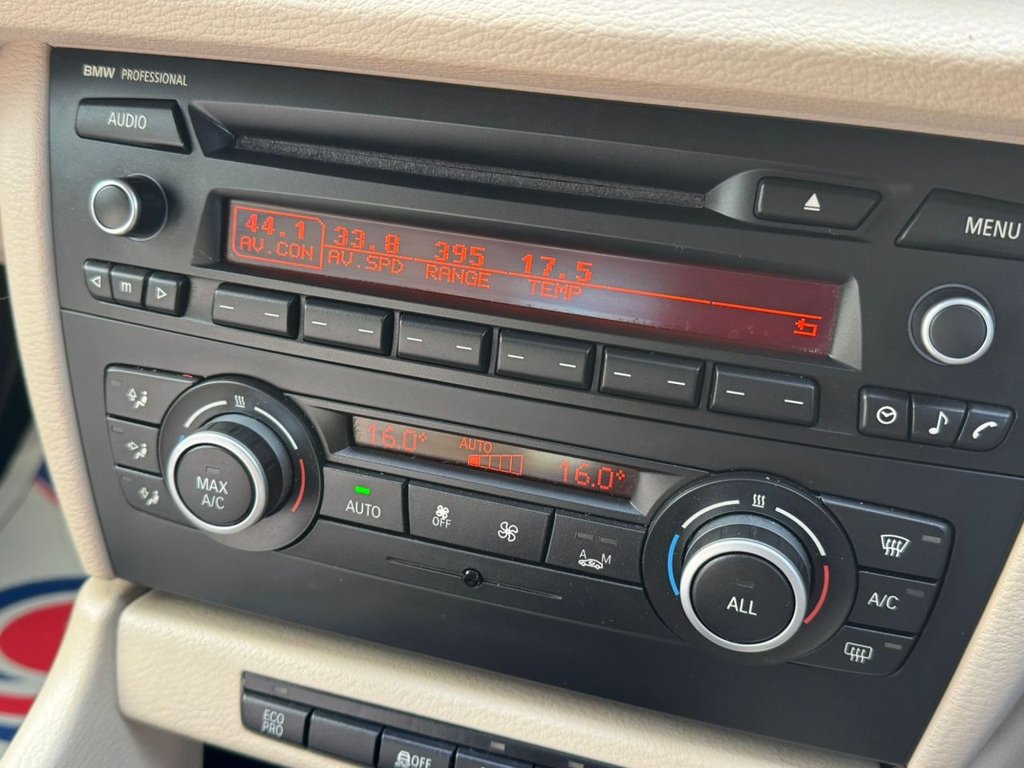 BMW PROFESSIONAL
AUDIO
MENU
44.1 33.8 395 17.5
AV.CON AV.SPD RANGE TEMP
m
16.0° AUTO 16.0°
MAX
A/C
AUTO
OFF
A M
ALL
A/C
ECO
PRO
OFF